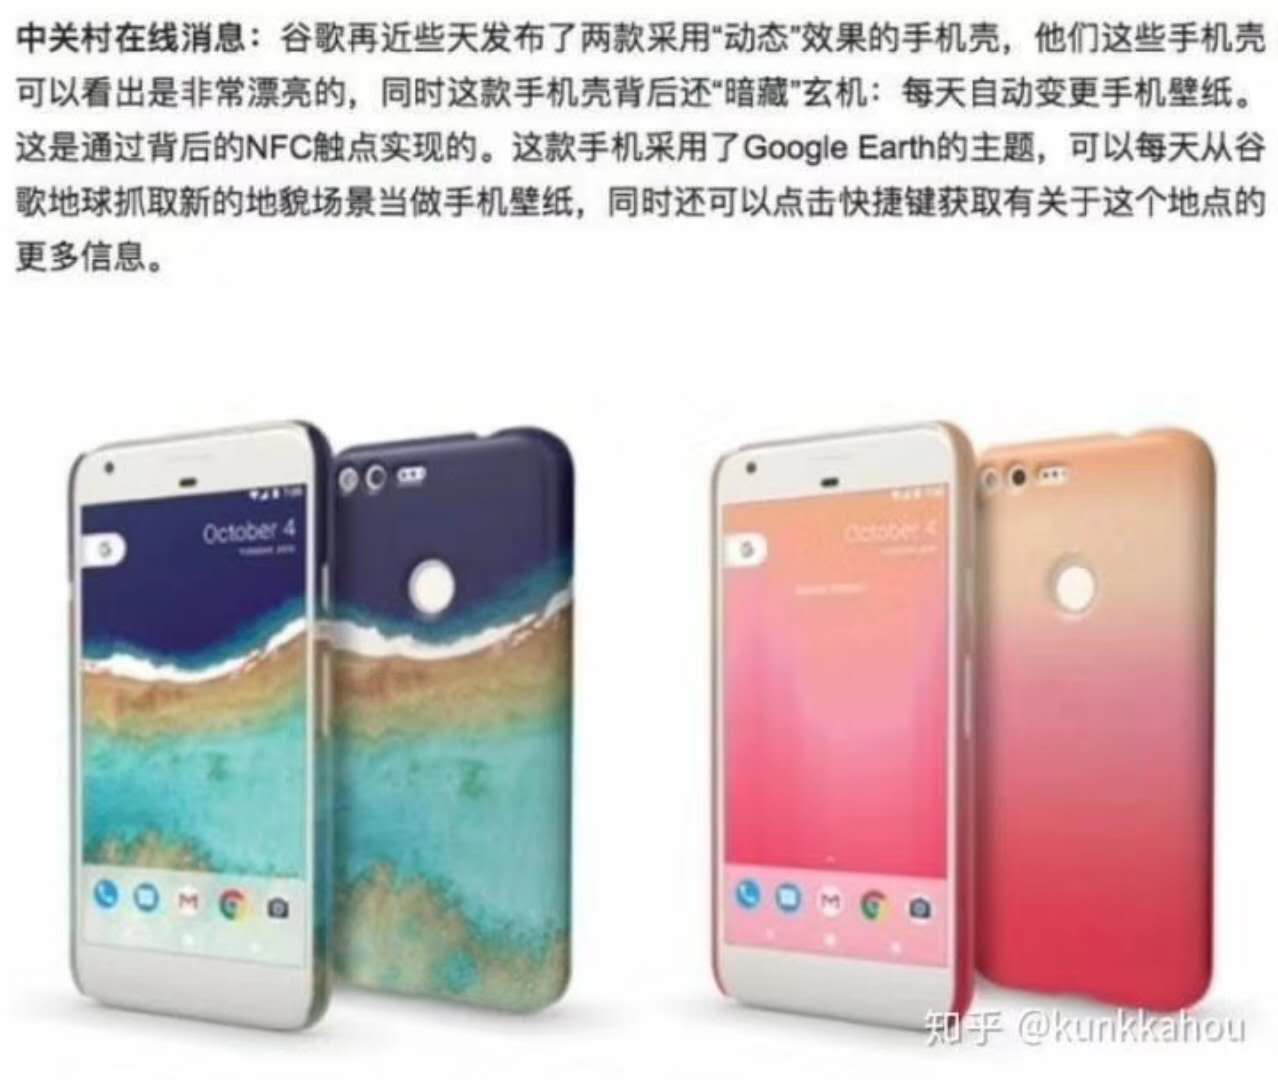 中关村在线消息：谷歌再近些天发布了两款采用“动态”效果的手机壳，他们这些手机壳
可以看出是非常漂亮的，同时这款手机壳背后还“暗藏”玄机：每天自动变更手机壁纸。
这是通过背后的NFC触点实现的。这款手机采用了Google Earth的主题，可以每天从谷
歌地球抓取新的地貌场景当做手机壁纸，同时还可以点击快捷键获取有关于这个地点的
更多信息。
October 4
October 4
知乎 @kunkkahou